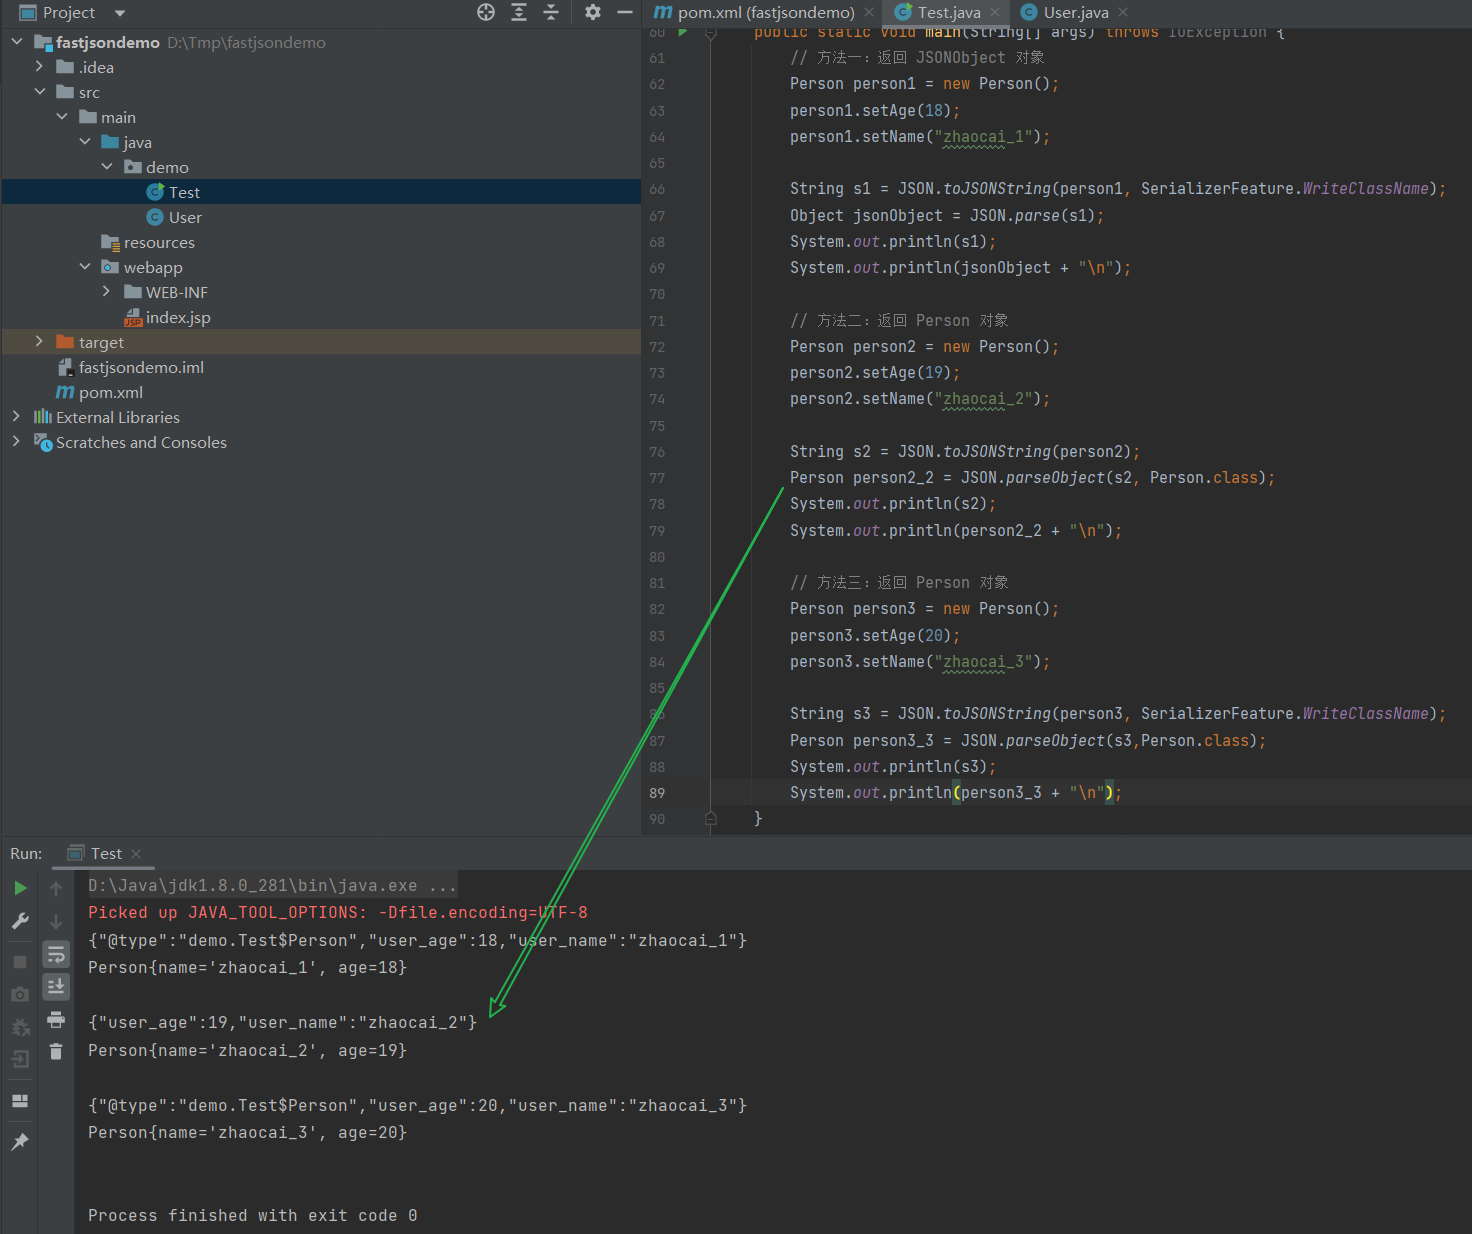 Project
pom.xml (fastjsondemo)
Test.java
User.java
fastjsondemo D:\Tmp\fastjsondemo
.idea
src
main
java
demo
Test
User
resources
webapp
WEB-INF
index.jsp
target
fastjsondemo.iml
pom.xml
External Libraries
Scratches and Consoles
60 public static void main(String[] args) throws IOException {
61 // 方法一：返回 JSONObject 对象
62 Person person1 = new Person();
63 person1.setAge(18);
64 person1.setName("zhaocai_1");
65
66 String s1 = JSON.toJSONString(person1, SerializerFeature.WriteClassName);
67 Object jsonObject = JSON.parse(s1);
68 System.out.println(s1);
69 System.out.println(jsonObject + "\n");
70
71 // 方法二：返回 Person 对象
72 Person person2 = new Person();
73 person2.setAge(19);
74 person2.setName("zhaocai_2");
75
76 String s2 = JSON.toJSONString(person2);
77 Person person2_2 = JSON.parseObject(s2, Person.class);
78 System.out.println(s2);
79 System.out.println(person2_2 + "\n");
80
81 // 方法三：返回 Person 对象
82 Person person3 = new Person();
83 person3.setAge(20);
84 person3.setName("zhaocai_3");
85
86 String s3 = JSON.toJSONString(person3, SerializerFeature.WriteClassName);
87 Person person3_3 = JSON.parseObject(s3,Person.class);
88 System.out.println(s3);
89 System.out.println(person3_3 + "\n");
90 }
Run: Test
D:\Java\jdk1.8.0_281\bin\java.exe ...
Picked up JAVA_TOOL_OPTIONS: -Dfile.encoding=UTF-8
{"@type":"demo.Test$Person","user_age":18,"user_name":"zhaocai_1"}
Person{name='zhaocai_1', age=18}
{"user_age":19,"user_name":"zhaocai_2"}
Person{name='zhaocai_2', age=19}
{"@type":"demo.Test$Person","user_age":20,"user_name":"zhaocai_3"}
Person{name='zhaocai_3', age=20}
Process finished with exit code 0